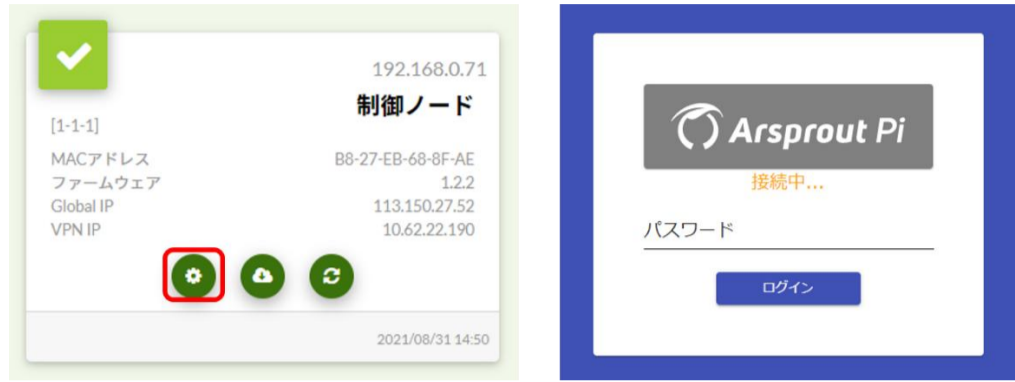 192.168.0.71
制御ノード
[1-1-1]
MACアドレス B8-27-EB-68-8F-AE
ファームウェア 1.2.2
Global IP 113.150.27.52
VPN IP 10.62.22.190
2021/08/31 14:50
Arsprout Pi
接続中...
パスワード
ログイン